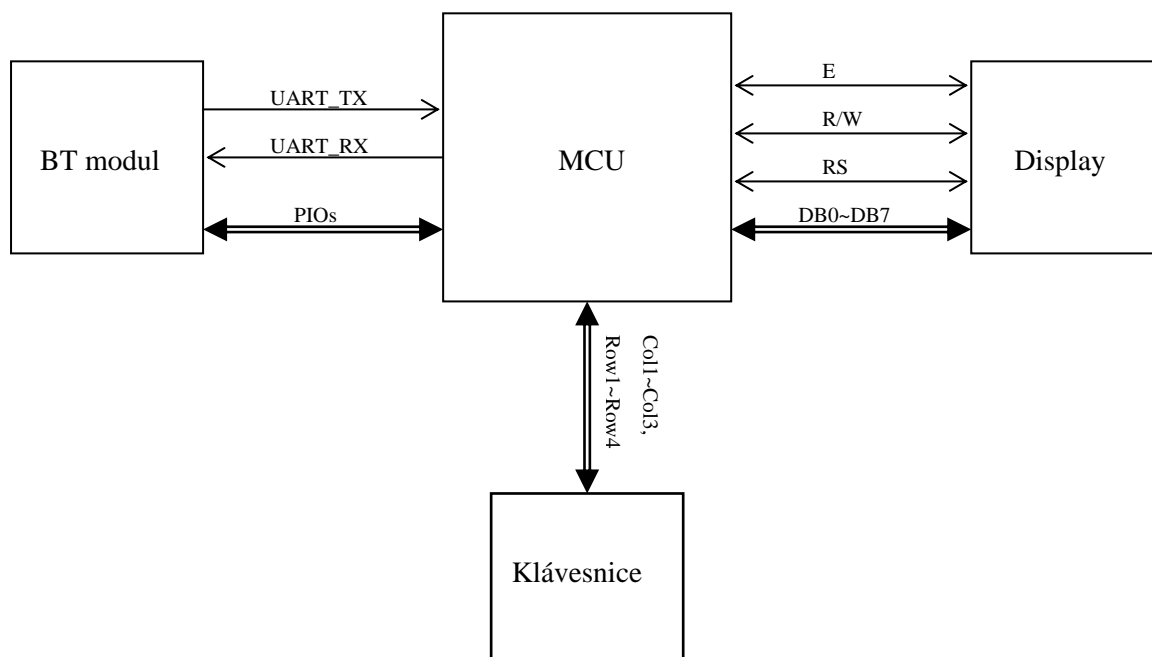 BT modul
UART_TX
UART_RX
PIOs
MCU
E
R/W
RS
DB0~DB7
Display
Col1~Col3,
Row1~Row4
Klávesnice